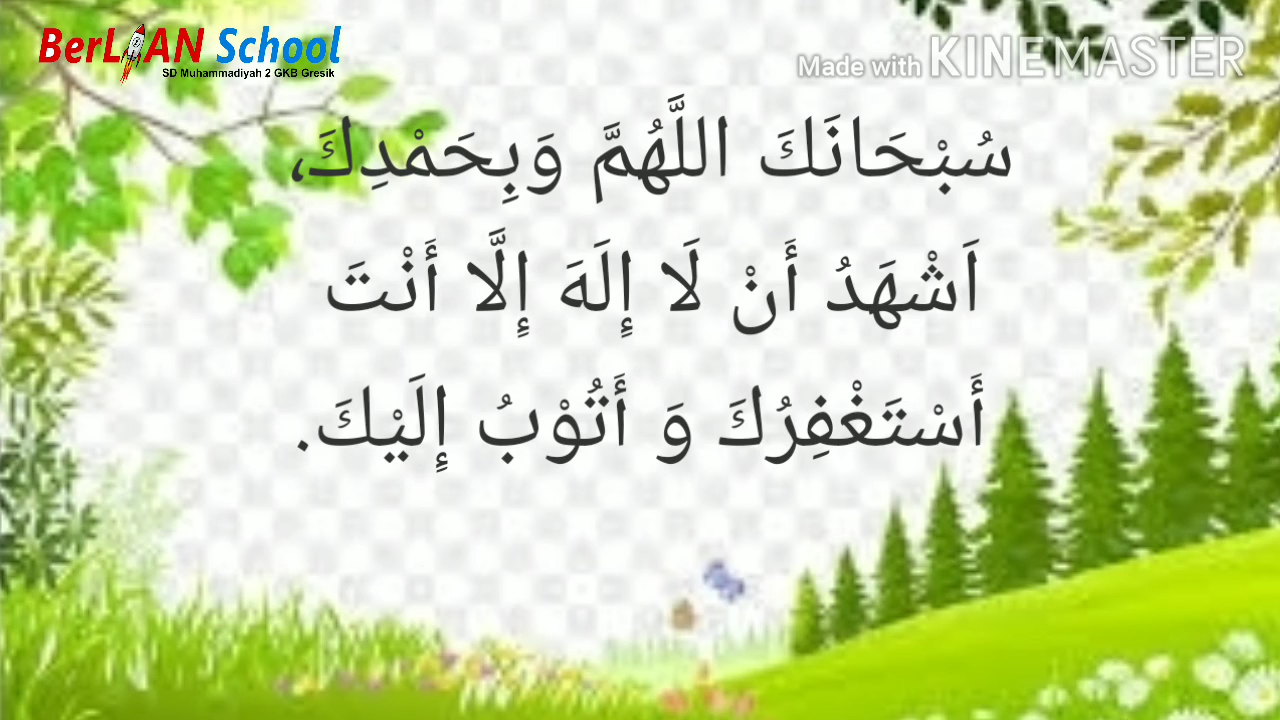 BerLIAN School
SD Muhammadiyah 2 GKB Gresik
Made with KINEMASTER
سُبْحَانَكَ اللَّهُمَّ وَبِحَمْدِكَ،
اَشْهَدُ أَنْ لَا إِلَهَ إِلَّا أَنْتَ
أَسْتَغْفِرُكَ وَ أَتُوْبُ إِلَيْكَ.